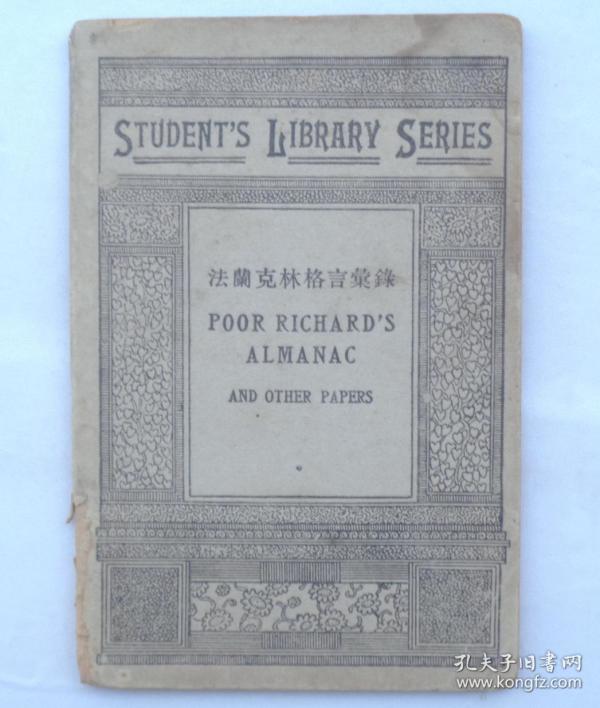 STUDENT'S LIBRARY SERIES
法蘭克林格言彙錄
POOR RICHARD'S
ALMANAC
AND OTHER PAPERS
孔夫子旧书网
www.kongfz.com